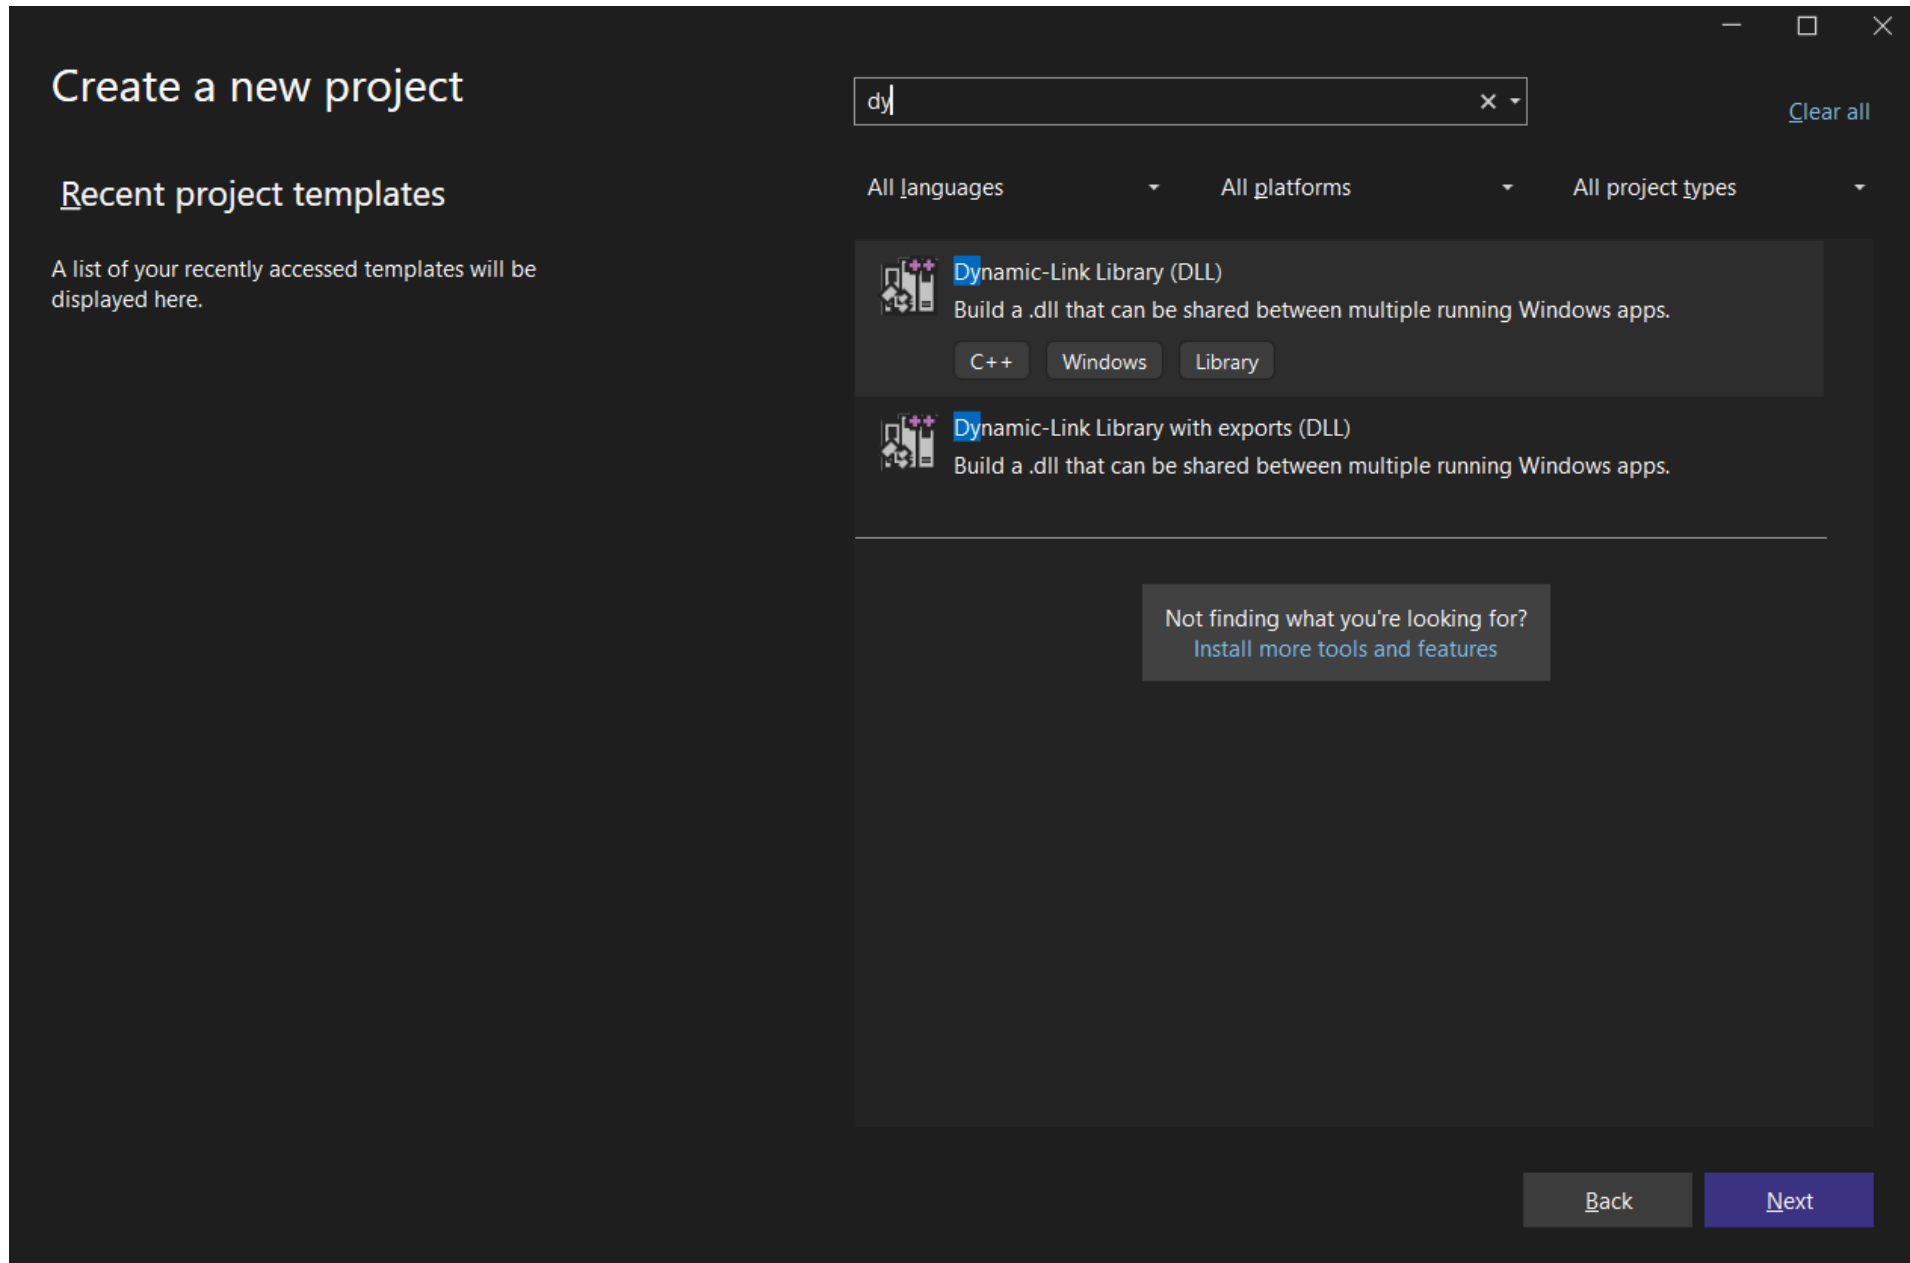 Create a new project
dy
Clear all
Recent project templates
All languages
All platforms
All project types
A list of your recently accessed templates will be
displayed here.
Dynamic-Link Library (DLL)
Build a .dll that can be shared between multiple running Windows apps.
C++
Windows
Library
Dynamic-Link Library with exports (DLL)
Build a .dll that can be shared between multiple running Windows apps.
Not finding what you're looking for?
Install more tools and features
Back
Next